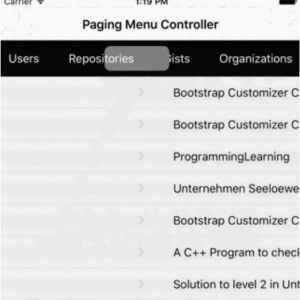 Carrier 1:19 PM
Paging Menu Controller
Users Repositories Gists Organizations
Bootstrap Customizer C
Bootstrap Customizer C
ProgrammingLearning
Unternehmen Seeloewe
Bootstrap Customizer C
A C++ Program to check
Solution to level 2 in Unt